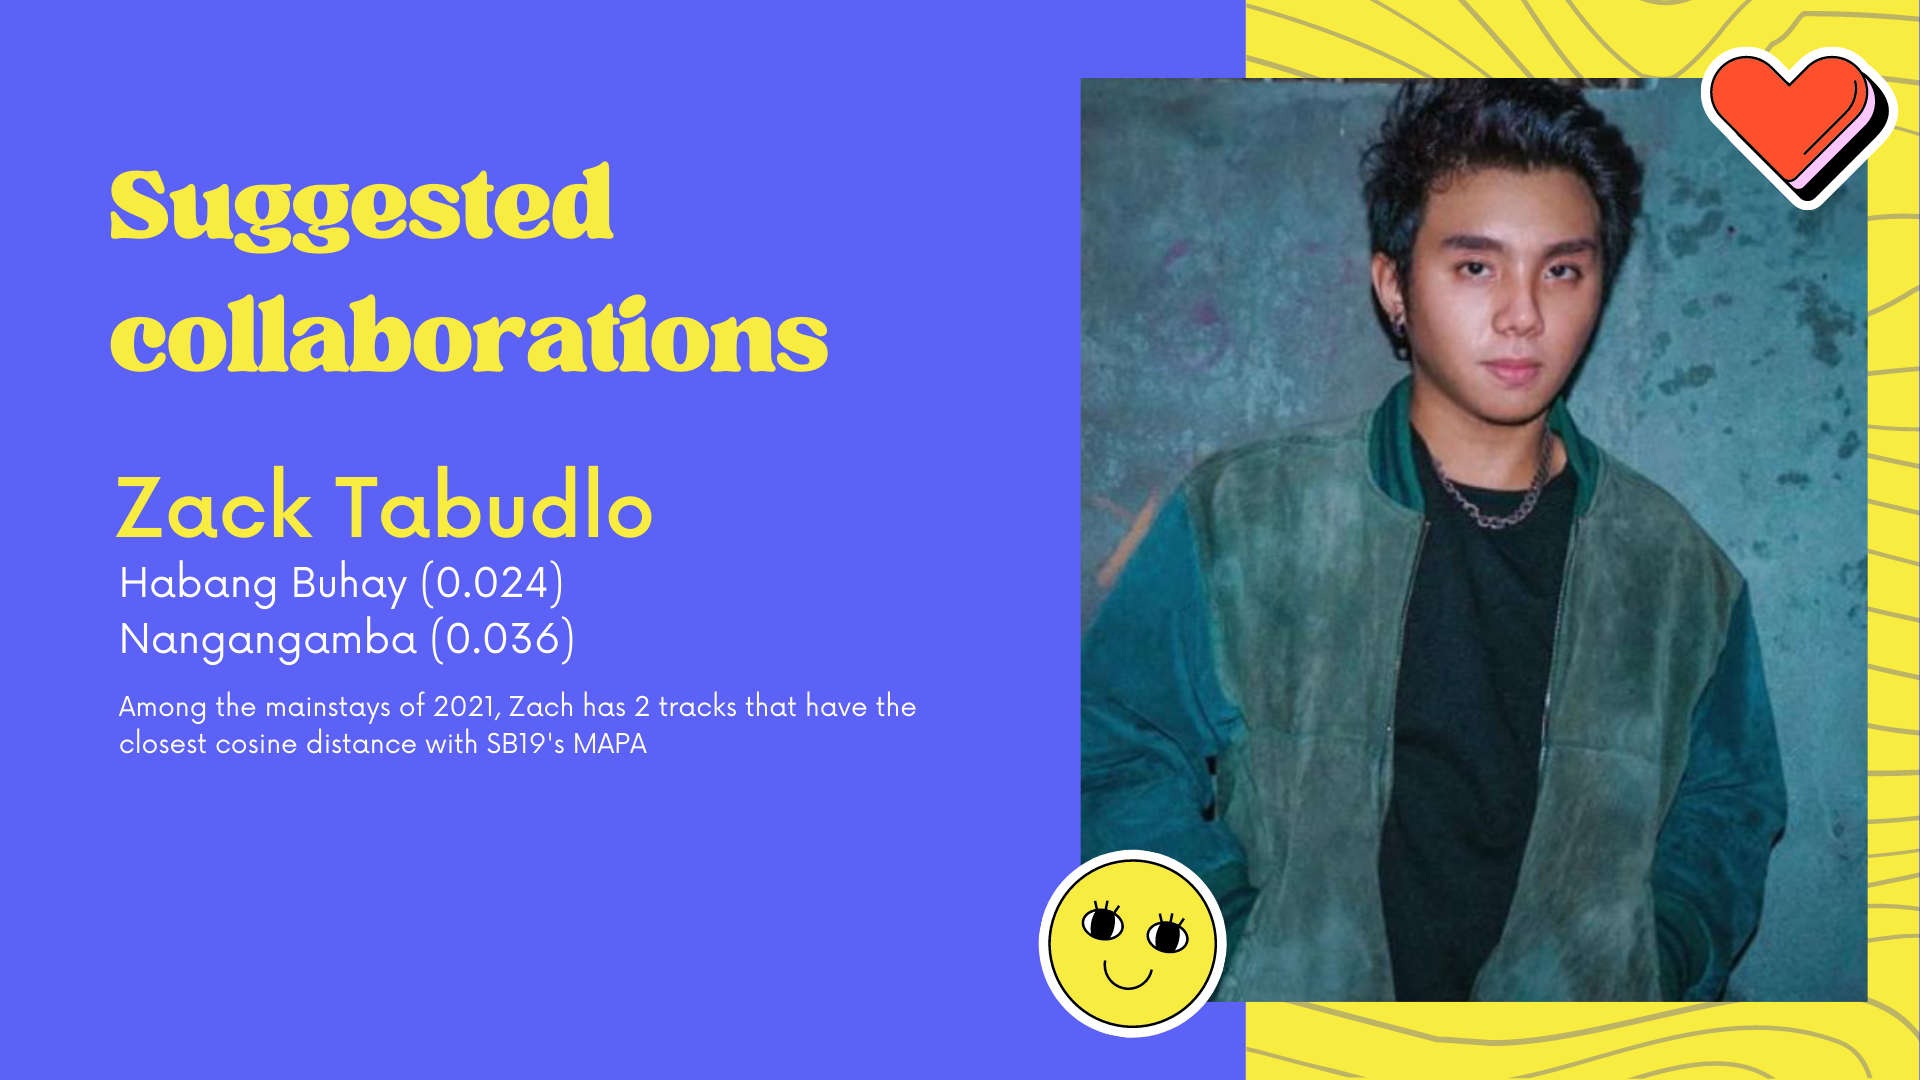 Suggested
collaborations
Zack Tabudlo
Habang Buhay (0.024)
Nangangamba (0.036)
Among the mainstays of 2021, Zach has 2 tracks that have the
closest cosine distance with SB19's MAPA